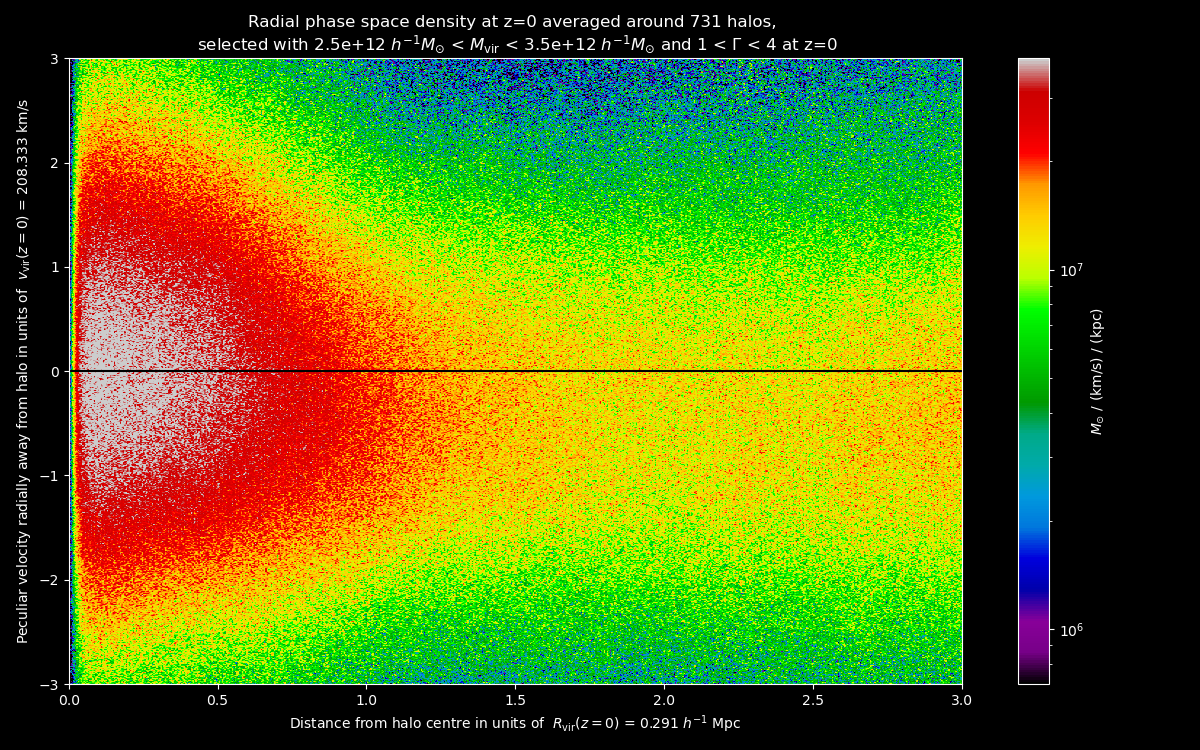 Radial phase space density at z=0 averaged around 731 halos,
selected with 2.5e+12 h⁻¹M☉ < Mvir < 3.5e+12 h⁻¹M☉ and 1 < Γ < 4 at z=0
3
2
1
0
−1
−2
−3
Peculiar velocity radially away from halo in units of vvir(z = 0) = 208.333 km/s
0.0 0.5 1.0 1.5 2.0 2.5 3.0
Distance from halo centre in units of Rvir(z = 0) = 0.291 h⁻¹ Mpc
10⁷
10⁶
M☉ / (km/s) / (kpc)